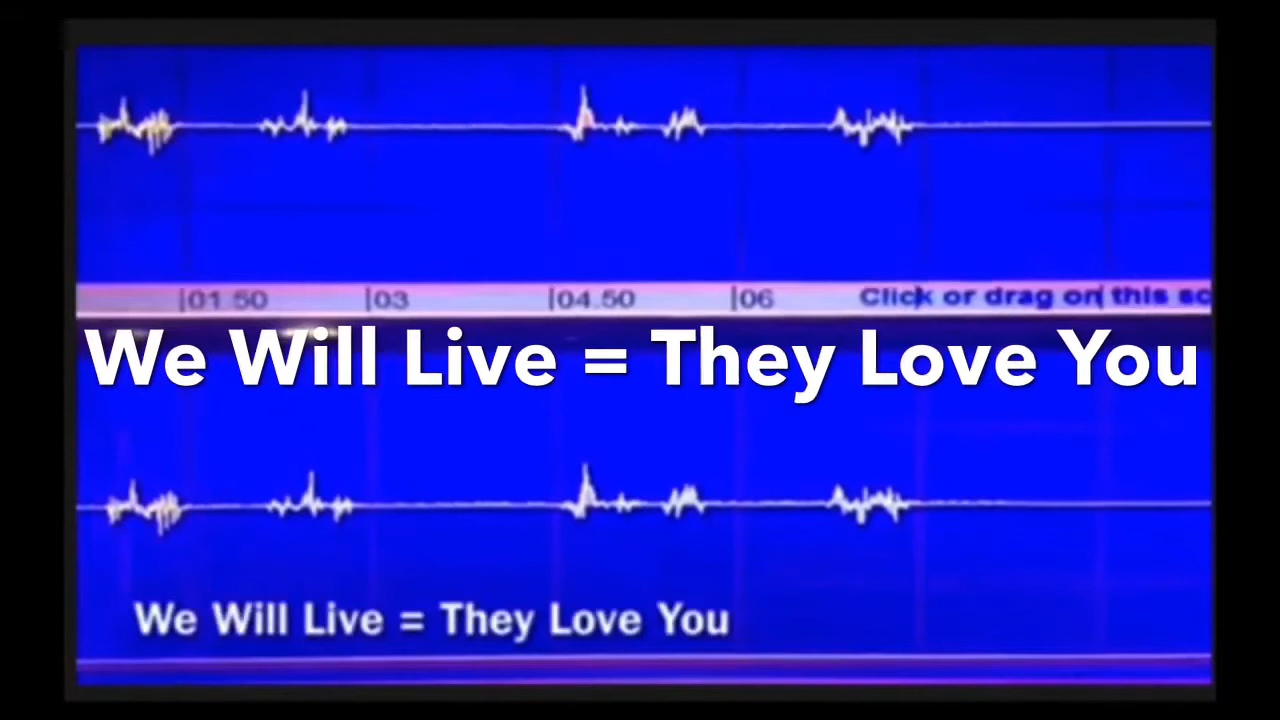 |01.50 |03 |04.50 |06 Click or drag on this sc
We Will Live = They Love You
We Will Live = They Love You